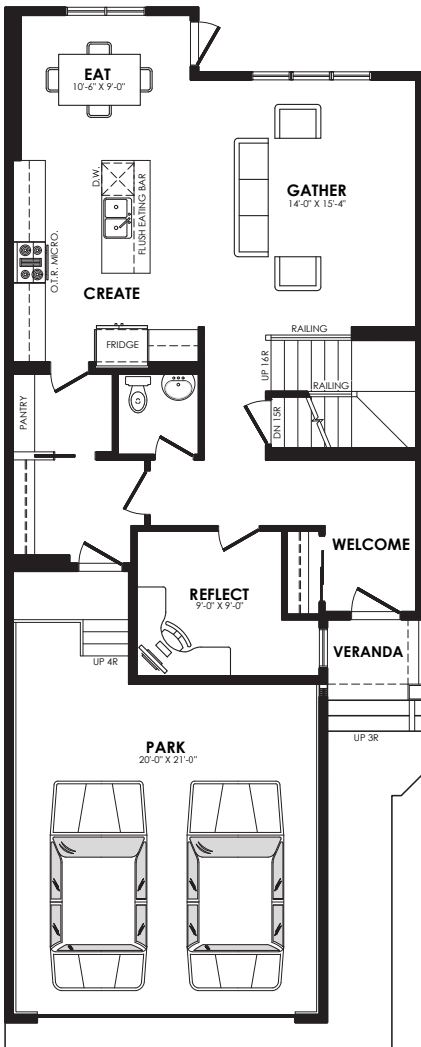 EAT
10'-6" X 9'-0"
D.W.
FLUSH EATING BAR
O.T.R. MICRO.
GATHER
14'-0" X 15'-4"
CREATE
FRIDGE
RAILING
UP 16R
RAILING
DN 15R
PANTRY
WELCOME
REFLECT
9'-0" X 9'-0"
VERANDA
UP 4R
UP 3R
PARK
20'-0" X 21'-0"